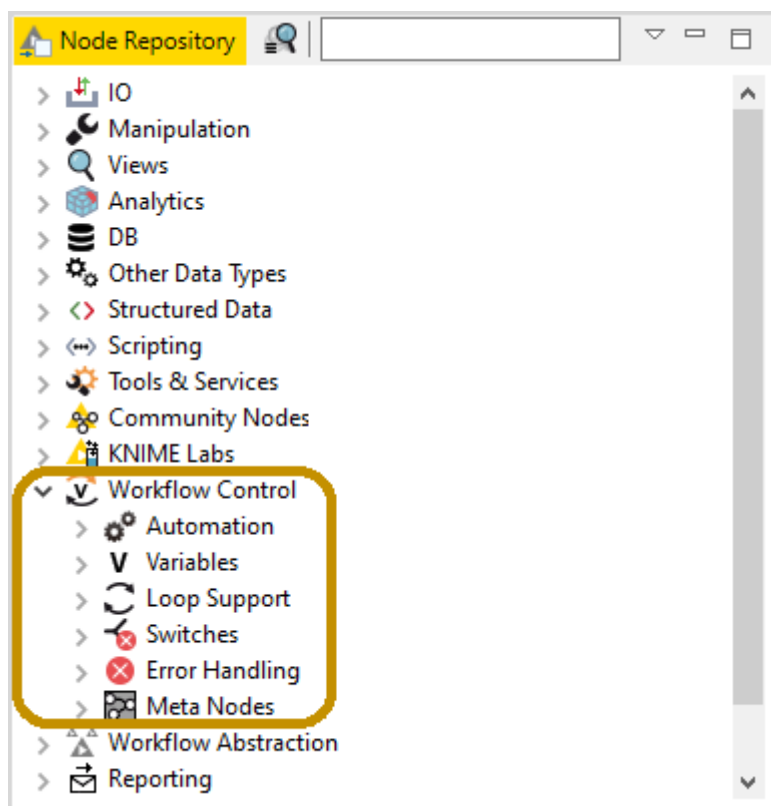 Node Repository
IO
Manipulation
Views
Analytics
DB
Other Data Types
Structured Data
Scripting
Tools & Services
Community Nodes
KNIME Labs
Workflow Control
Automation
V Variables
Loop Support
Switches
Error Handling
Meta Nodes
Workflow Abstraction
Reporting